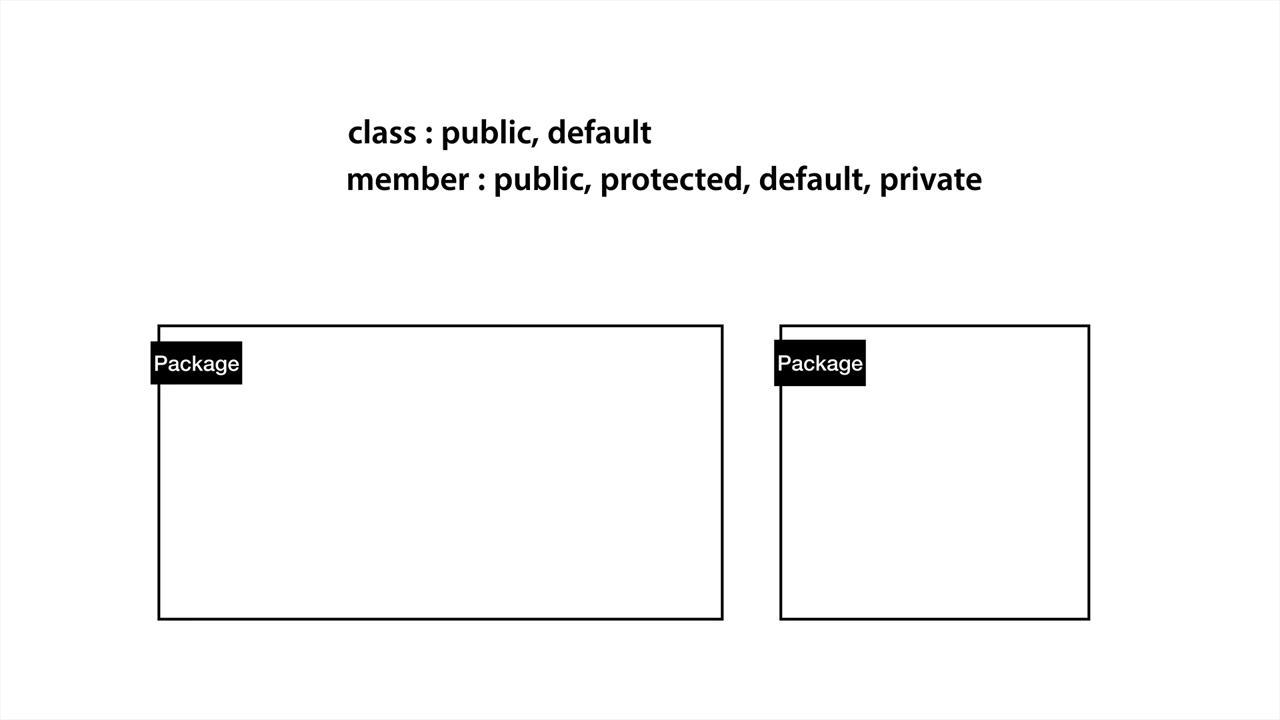 class : public, default
member : public, protected, default, private
Package
Package